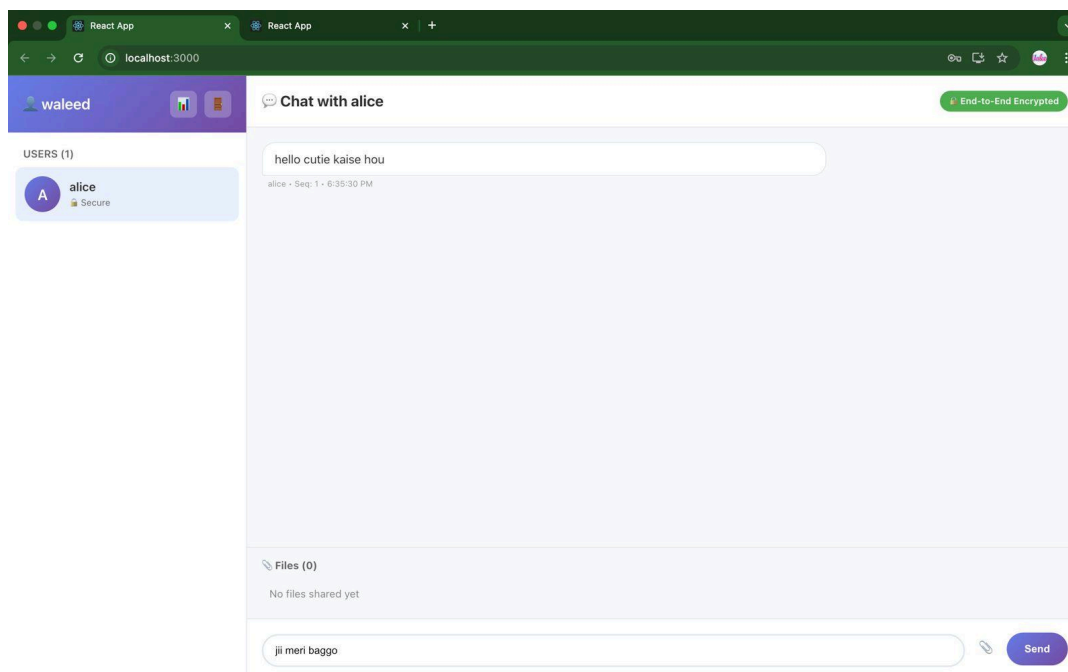 React App
React App
localhost:3000
waleed
Chat with alice
End-to-End Encrypted
USERS (1)
A
alice
Secure
hello cutie kaise hou
alice • Seq: 1 • 6:35:30 PM
Files (0)
No files shared yet
jii meri baggo
Send